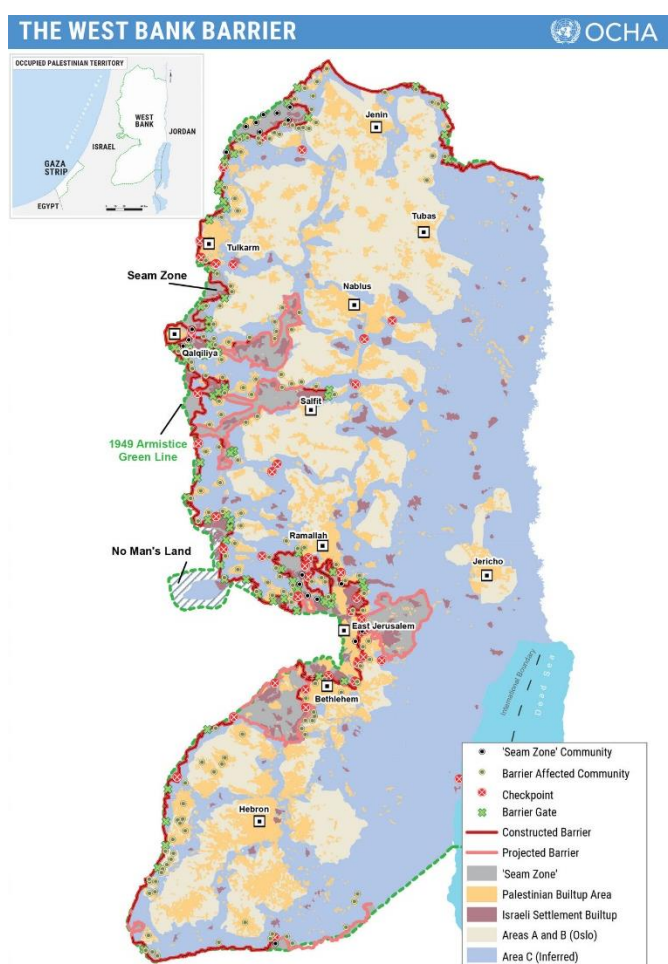 THE WEST BANK BARRIER
OCHA
OCCUPIED PALESTINIAN TERRITORY
WEST
BANK
JORDAN
ISRAEL
GAZA
STRIP
EGYPT
Jenin
Tubas
Tulkarm
Seam Zone
Nablus
Qalqiliya
Salfit
1949 Armistice
Green Line
Ramallah
No Man's Land
Jericho
East Jerusalem
Bethlehem
International Boundary
Dead Sea
Hebron
'Seam Zone' Community
Barrier Affected Community
Checkpoint
Barrier Gate
Constructed Barrier
Projected Barrier
'Seam Zone'
Palestinian Builtup Area
Israeli Settlement Builtup
Areas A and B (Oslo)
Area C (Inferred)